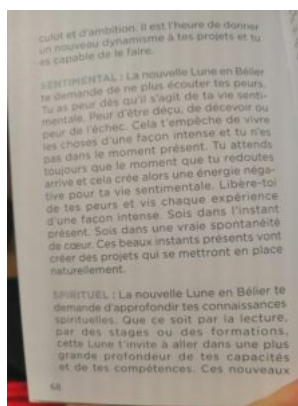 culot et d'ambition. Il est l'heure de donner
un nouveau dynamisme à tes projets et tu
es capable de le faire.
SENTIMENTAL : La nouvelle Lune en Bélier
te demande de ne plus écouter tes peurs.
Tu as peur dès qu'il s'agit de ta vie senti-
mentale. Peur d'être déçu, de décevoir ou
peur de l'échec. Cela t'empêche de vivre
les choses d'une façon intense et tu n'es
pas dans le moment présent. Tu attends
toujours que le moment que tu redoutes
arrive et cela crée alors une énergie néga-
tive pour ta vie sentimentale. Libère-toi
de tes peurs et vis chaque expérience
d'une façon intense. Sois dans l'instant
présent. Sois dans une vraie spontanéité
de cœur. Ces beaux instants présents vont
créer des projets qui se mettront en place
naturellement.
SPIRITUEL : La nouvelle Lune en Bélier te
demande d'approfondir tes connaissances
spirituelles. Que ce soit par la lecture,
par des stages ou des formations,
cette Lune t'invite à aller dans une plus
grande profondeur de tes capacités
et de tes compétences. Ces nouveaux
68